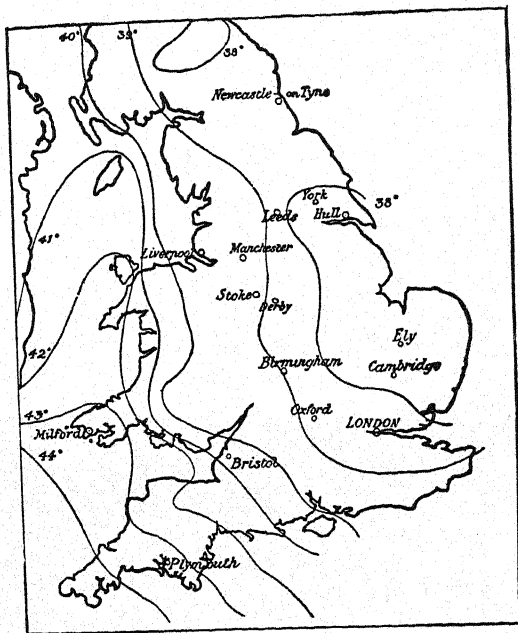 40° 39° 38°
Newcastle on Tyne
York
Leeds Hull 38°
41°
Liverpool Manchester
Stoke Derby
Ely
42° Birmingham Cambridge
43° Oxford LONDON
Milford
44° Bristol
Plymouth